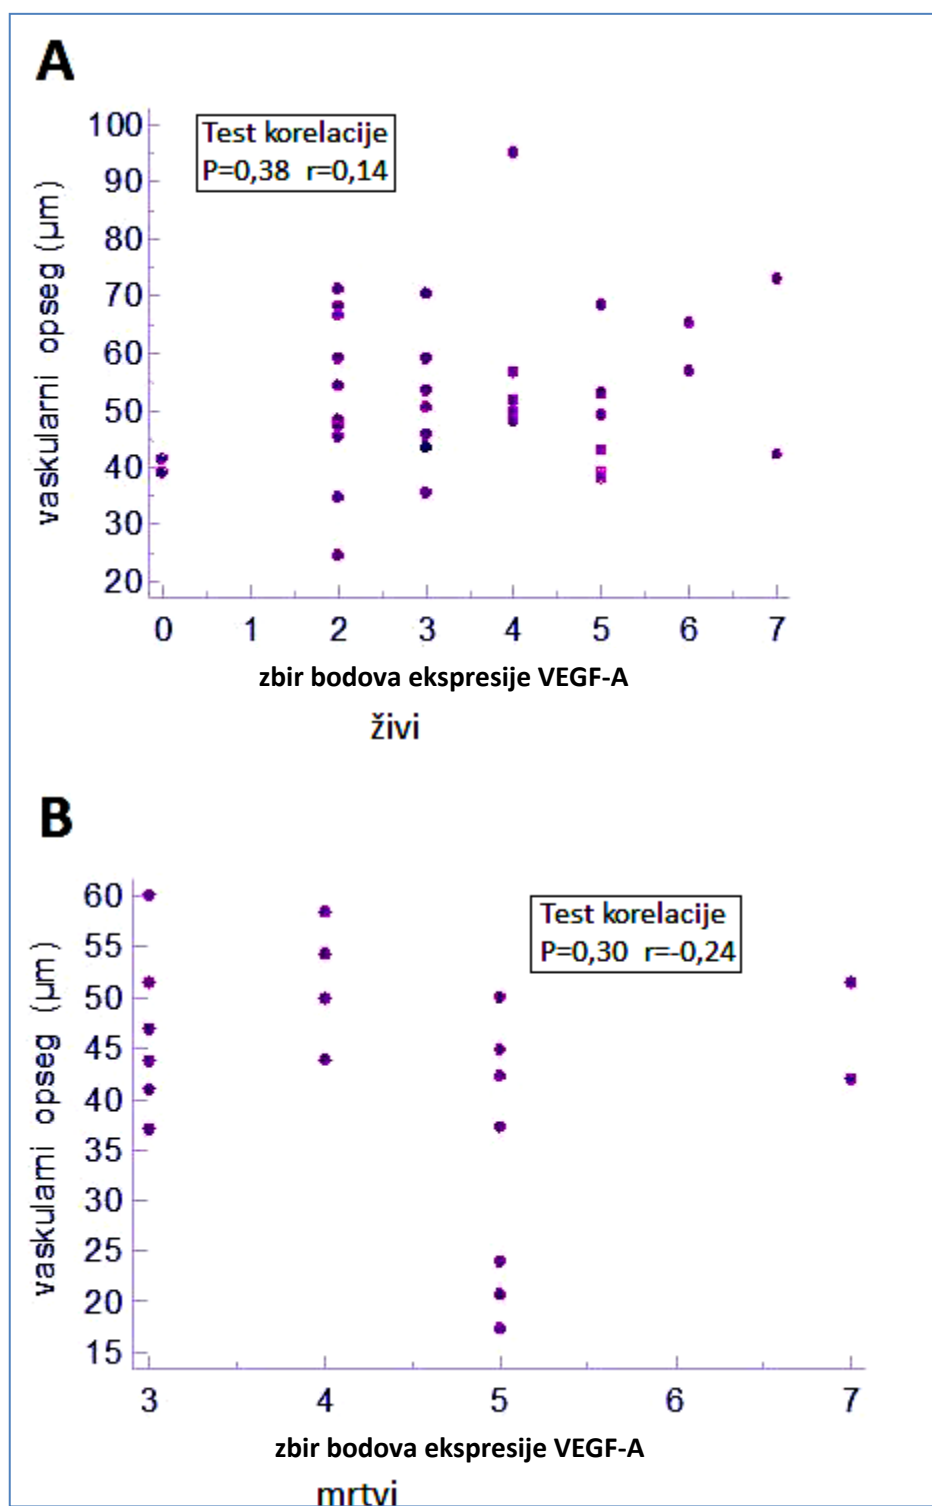 A
Test korelacije
P=0,38 r=0,14
vaskularni opseg (µm)
100
90
80
70
60
50
40
30
20
0 1 2 3 4 5 6 7
zbir bodova ekspresije VEGF-A
živi
B
Test korelacije
P=0,30 r=-0,24
vaskularni opseg (µm)
60
55
50
45
40
35
30
25
20
15
3 4 5 6 7
zbir bodova ekspresije VEGF-A
mrtvi